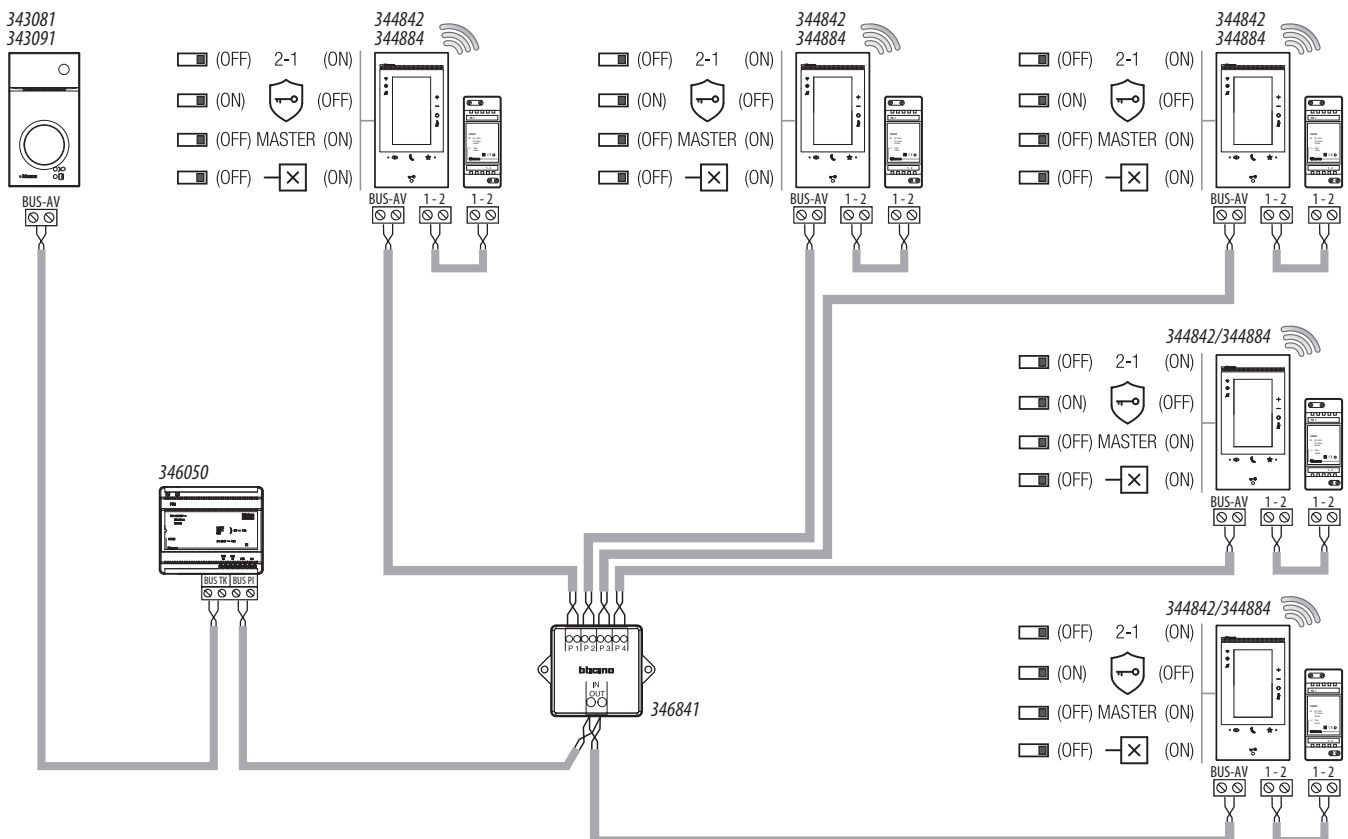 343081
343091
BUS-AV
344842
344884
(OFF) 2-1 (ON)
(ON) (OFF)
(OFF) MASTER (ON)
(OFF) (ON)
BUS-AV 1 - 2 1 - 2
344842
344884
(OFF) 2-1 (ON)
(ON) (OFF)
(OFF) MASTER (ON)
(OFF) (ON)
BUS-AV 1 - 2 1 - 2
344842
344884
(OFF) 2-1 (ON)
(ON) (OFF)
(OFF) MASTER (ON)
(OFF) (ON)
BUS-AV 1 - 2 1 - 2
344842/344884
(OFF) 2-1 (ON)
(ON) (OFF)
(OFF) MASTER (ON)
(OFF) (ON)
BUS-AV 1 - 2 1 - 2
346050
BUS TK BUS PI
P1 P2 P3 P4
bticino
IN
OUT
346841
344842/344884
(OFF) 2-1 (ON)
(ON) (OFF)
(OFF) MASTER (ON)
(OFF) (ON)
BUS-AV 1 - 2 1 - 2